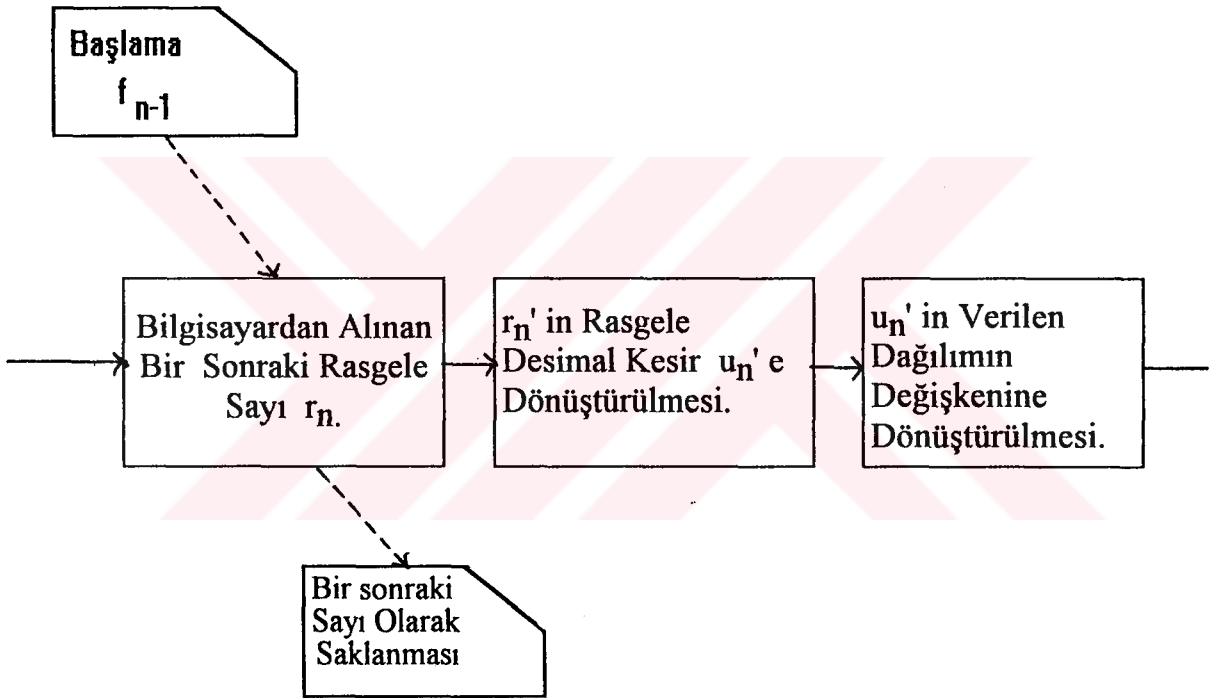 Başlama
f n-1
Bilgisayardan Alınan
Bir Sonraki Rasgele
Sayı rn.
rn' in Rasgele
Desimal Kesir un' e
Dönüştürülmesi.
un' in Verilen
Dağılımın
Değişkenine
Dönüştürülmesi.
Bir sonraki
Sayı Olarak
Saklanması